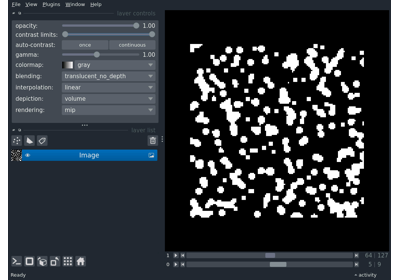 File View Plugins Window Help
layer controls
opacity: 1.00
contrast limits:
auto-contrast: once continuous
gamma: 1.00
colormap: gray
blending: translucent_no_depth
interpolation: linear
depiction: volume
rendering: mip
layer list
Image
1 64 127
0 5 9
Ready activity